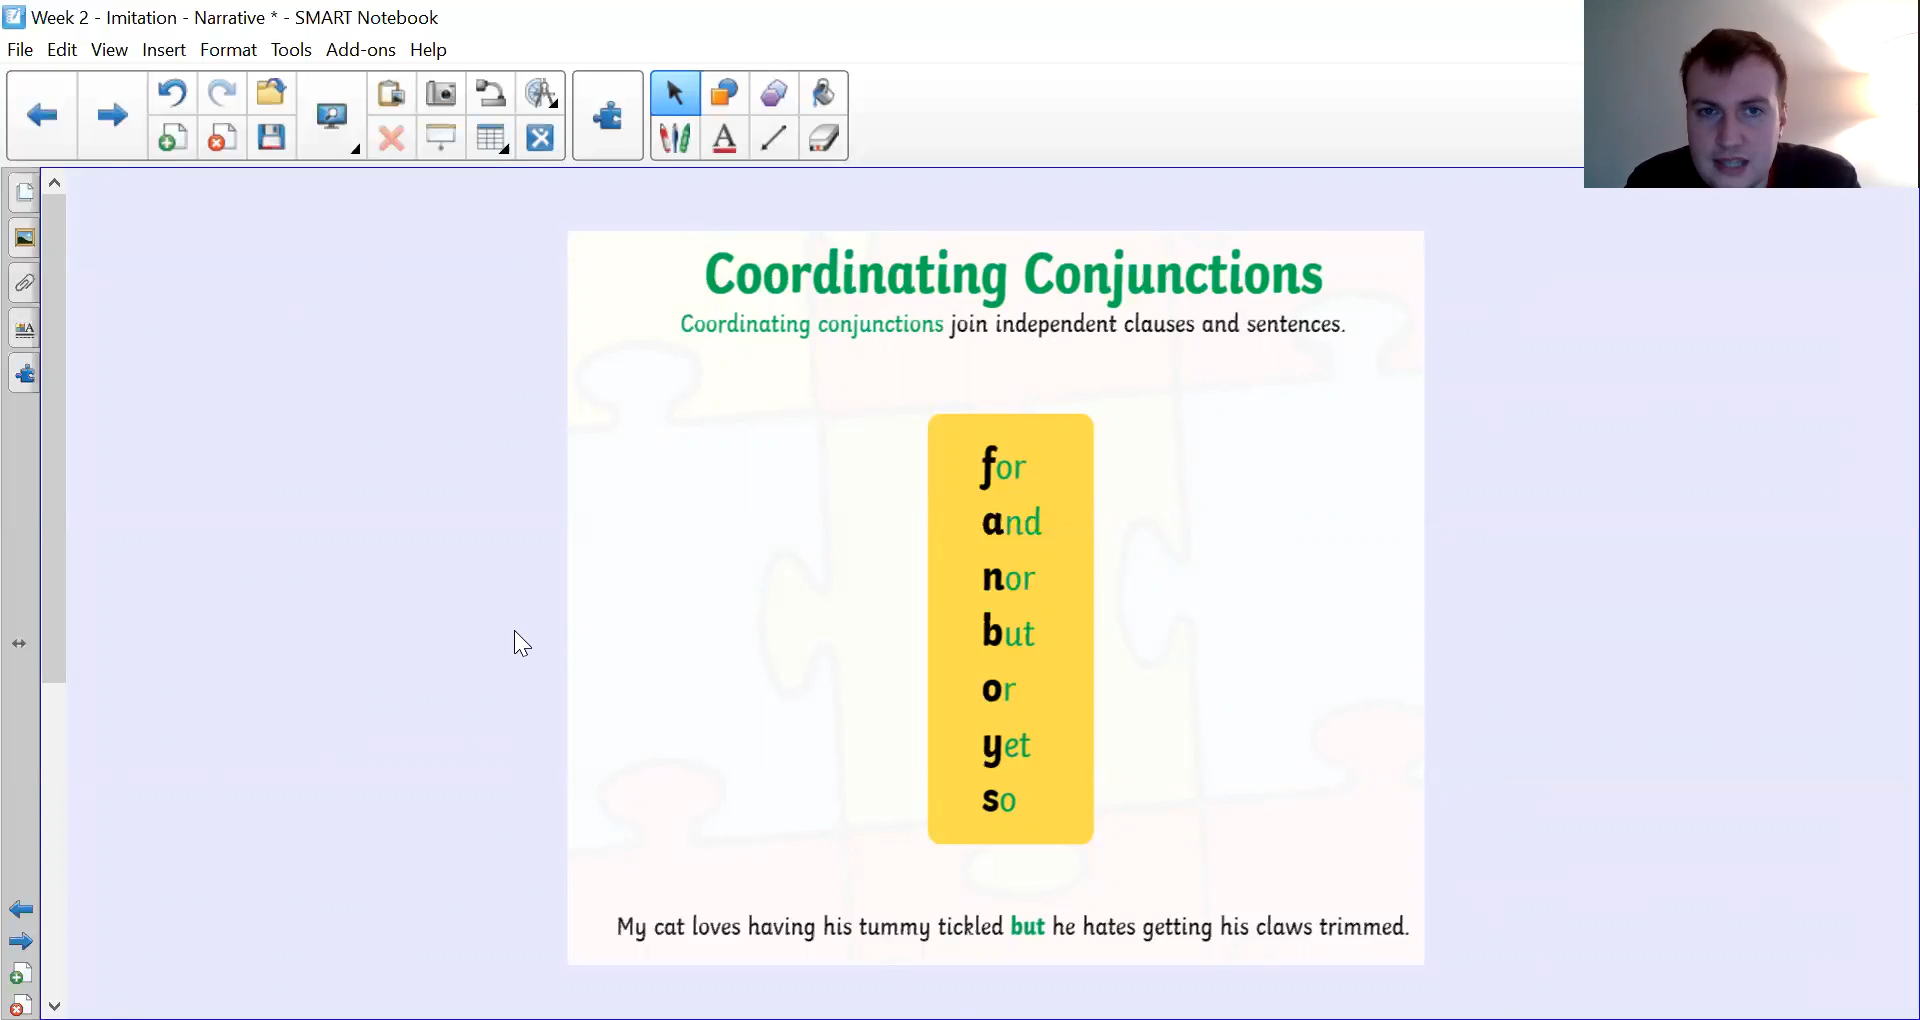 Week 2 - Imitation - Narrative * - SMART Notebook
File Edit View Insert Format Tools Add-ons Help
Coordinating Conjunctions
Coordinating conjunctions join independent clauses and sentences.
for
and
nor
but
or
yet
so
My cat loves having his tummy tickled but he hates getting his claws trimmed.